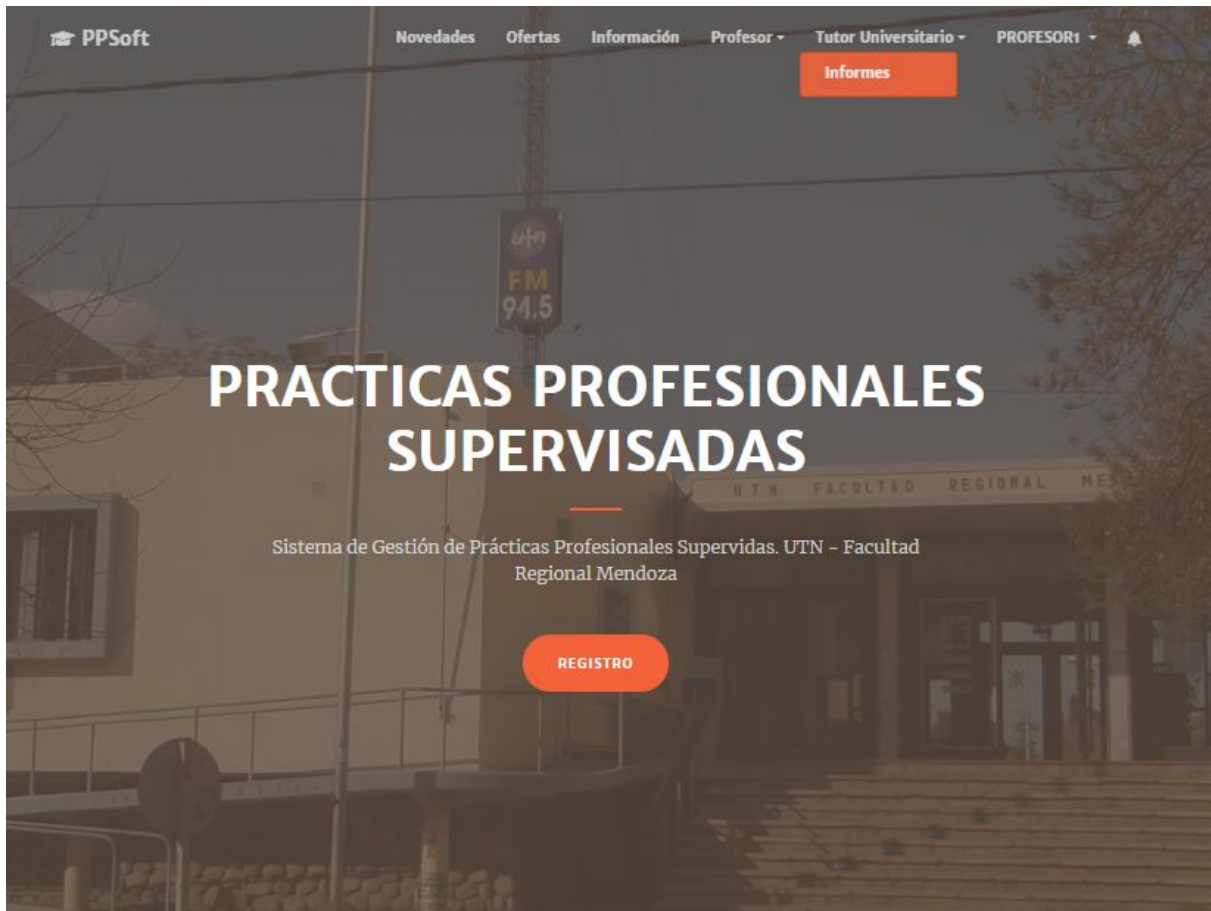 PPSoft
Novedades Ofertas Información Profesor Tutor Universitario PROFESOR1
Informes
utn
FM
94.5
PRACTICAS PROFESIONALES
SUPERVISADAS
UTN FACULTAD REGIONAL
Sistema de Gestión de Prácticas Profesionales Supervidas. UTN – Facultad
Regional Mendoza
REGISTRO